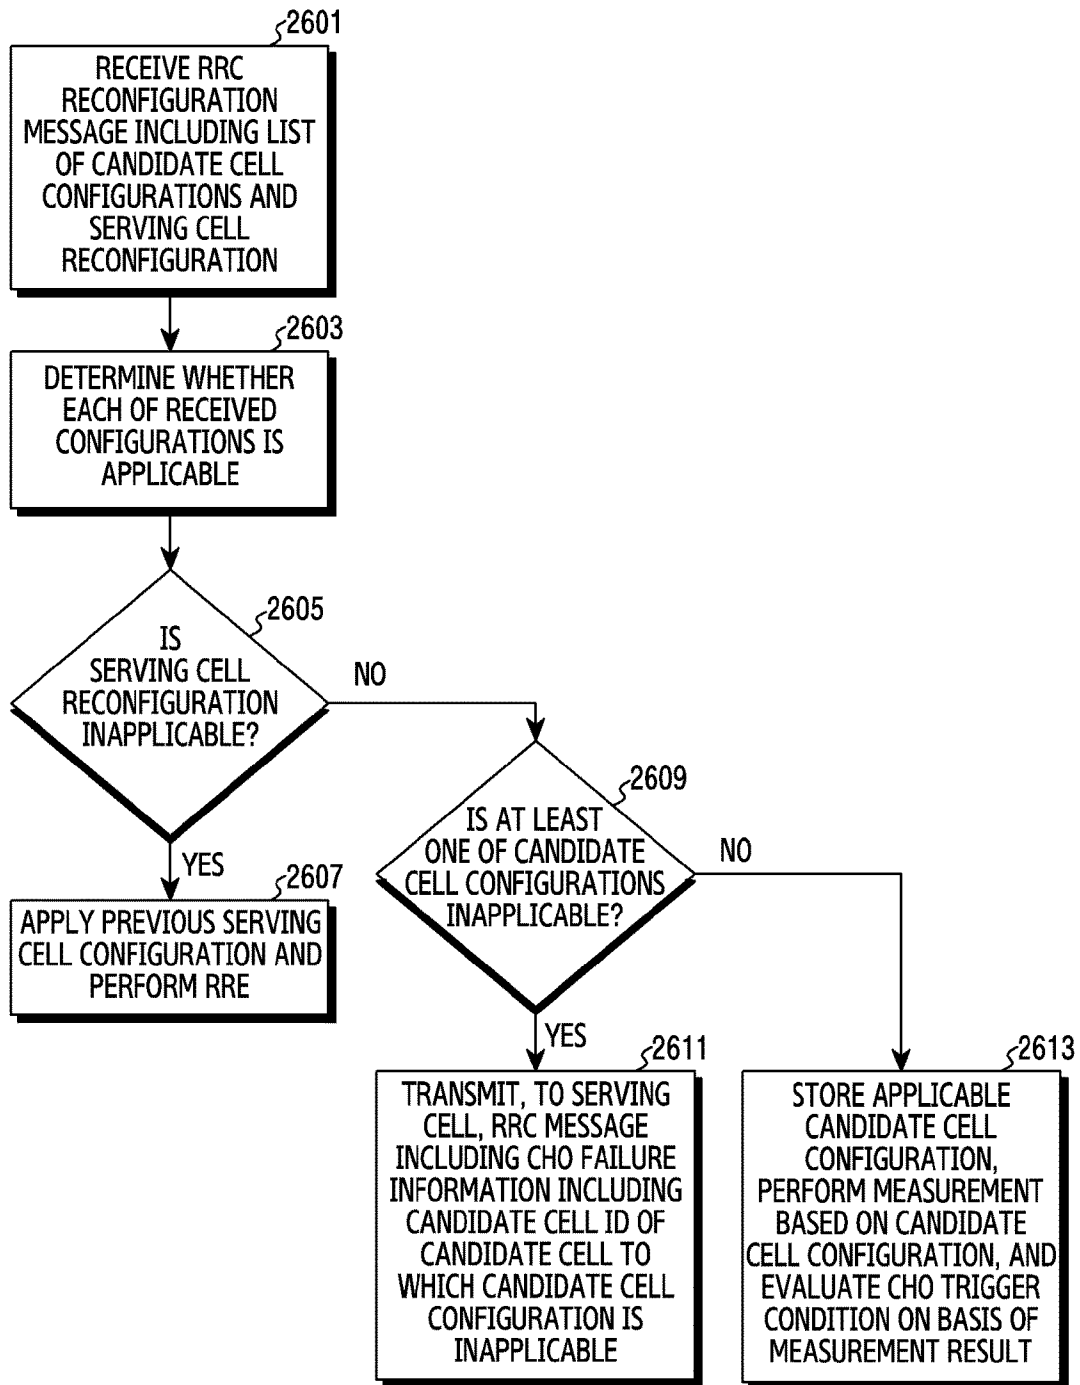 2601
RECEIVE RRC
RECONFIGURATION
MESSAGE INCLUDING LIST
OF CANDIDATE CELL
CONFIGURATIONS AND
SERVING CELL
RECONFIGURATION
2603
DETERMINE WHETHER
EACH OF RECEIVED
CONFIGURATIONS IS
APPLICABLE
2605
IS
SERVING CELL
RECONFIGURATION
INAPPLICABLE?
NO
YES
2607
APPLY PREVIOUS SERVING
CELL CONFIGURATION AND
PERFORM RRE
2609
IS AT LEAST
ONE OF CANDIDATE
CELL CONFIGURATIONS
INAPPLICABLE?
NO
YES
2611
TRANSMIT, TO SERVING
CELL, RRC MESSAGE
INCLUDING CHO FAILURE
INFORMATION INCLUDING
CANDIDATE CELL ID OF
CANDIDATE CELL TO
WHICH CANDIDATE CELL
CONFIGURATION IS
INAPPLICABLE
2613
STORE APPLICABLE
CANDIDATE CELL
CONFIGURATION,
PERFORM MEASUREMENT
BASED ON CANDIDATE
CELL CONFIGURATION, AND
EVALUATE CHO TRIGGER
CONDITION ON BASIS OF
MEASUREMENT RESULT